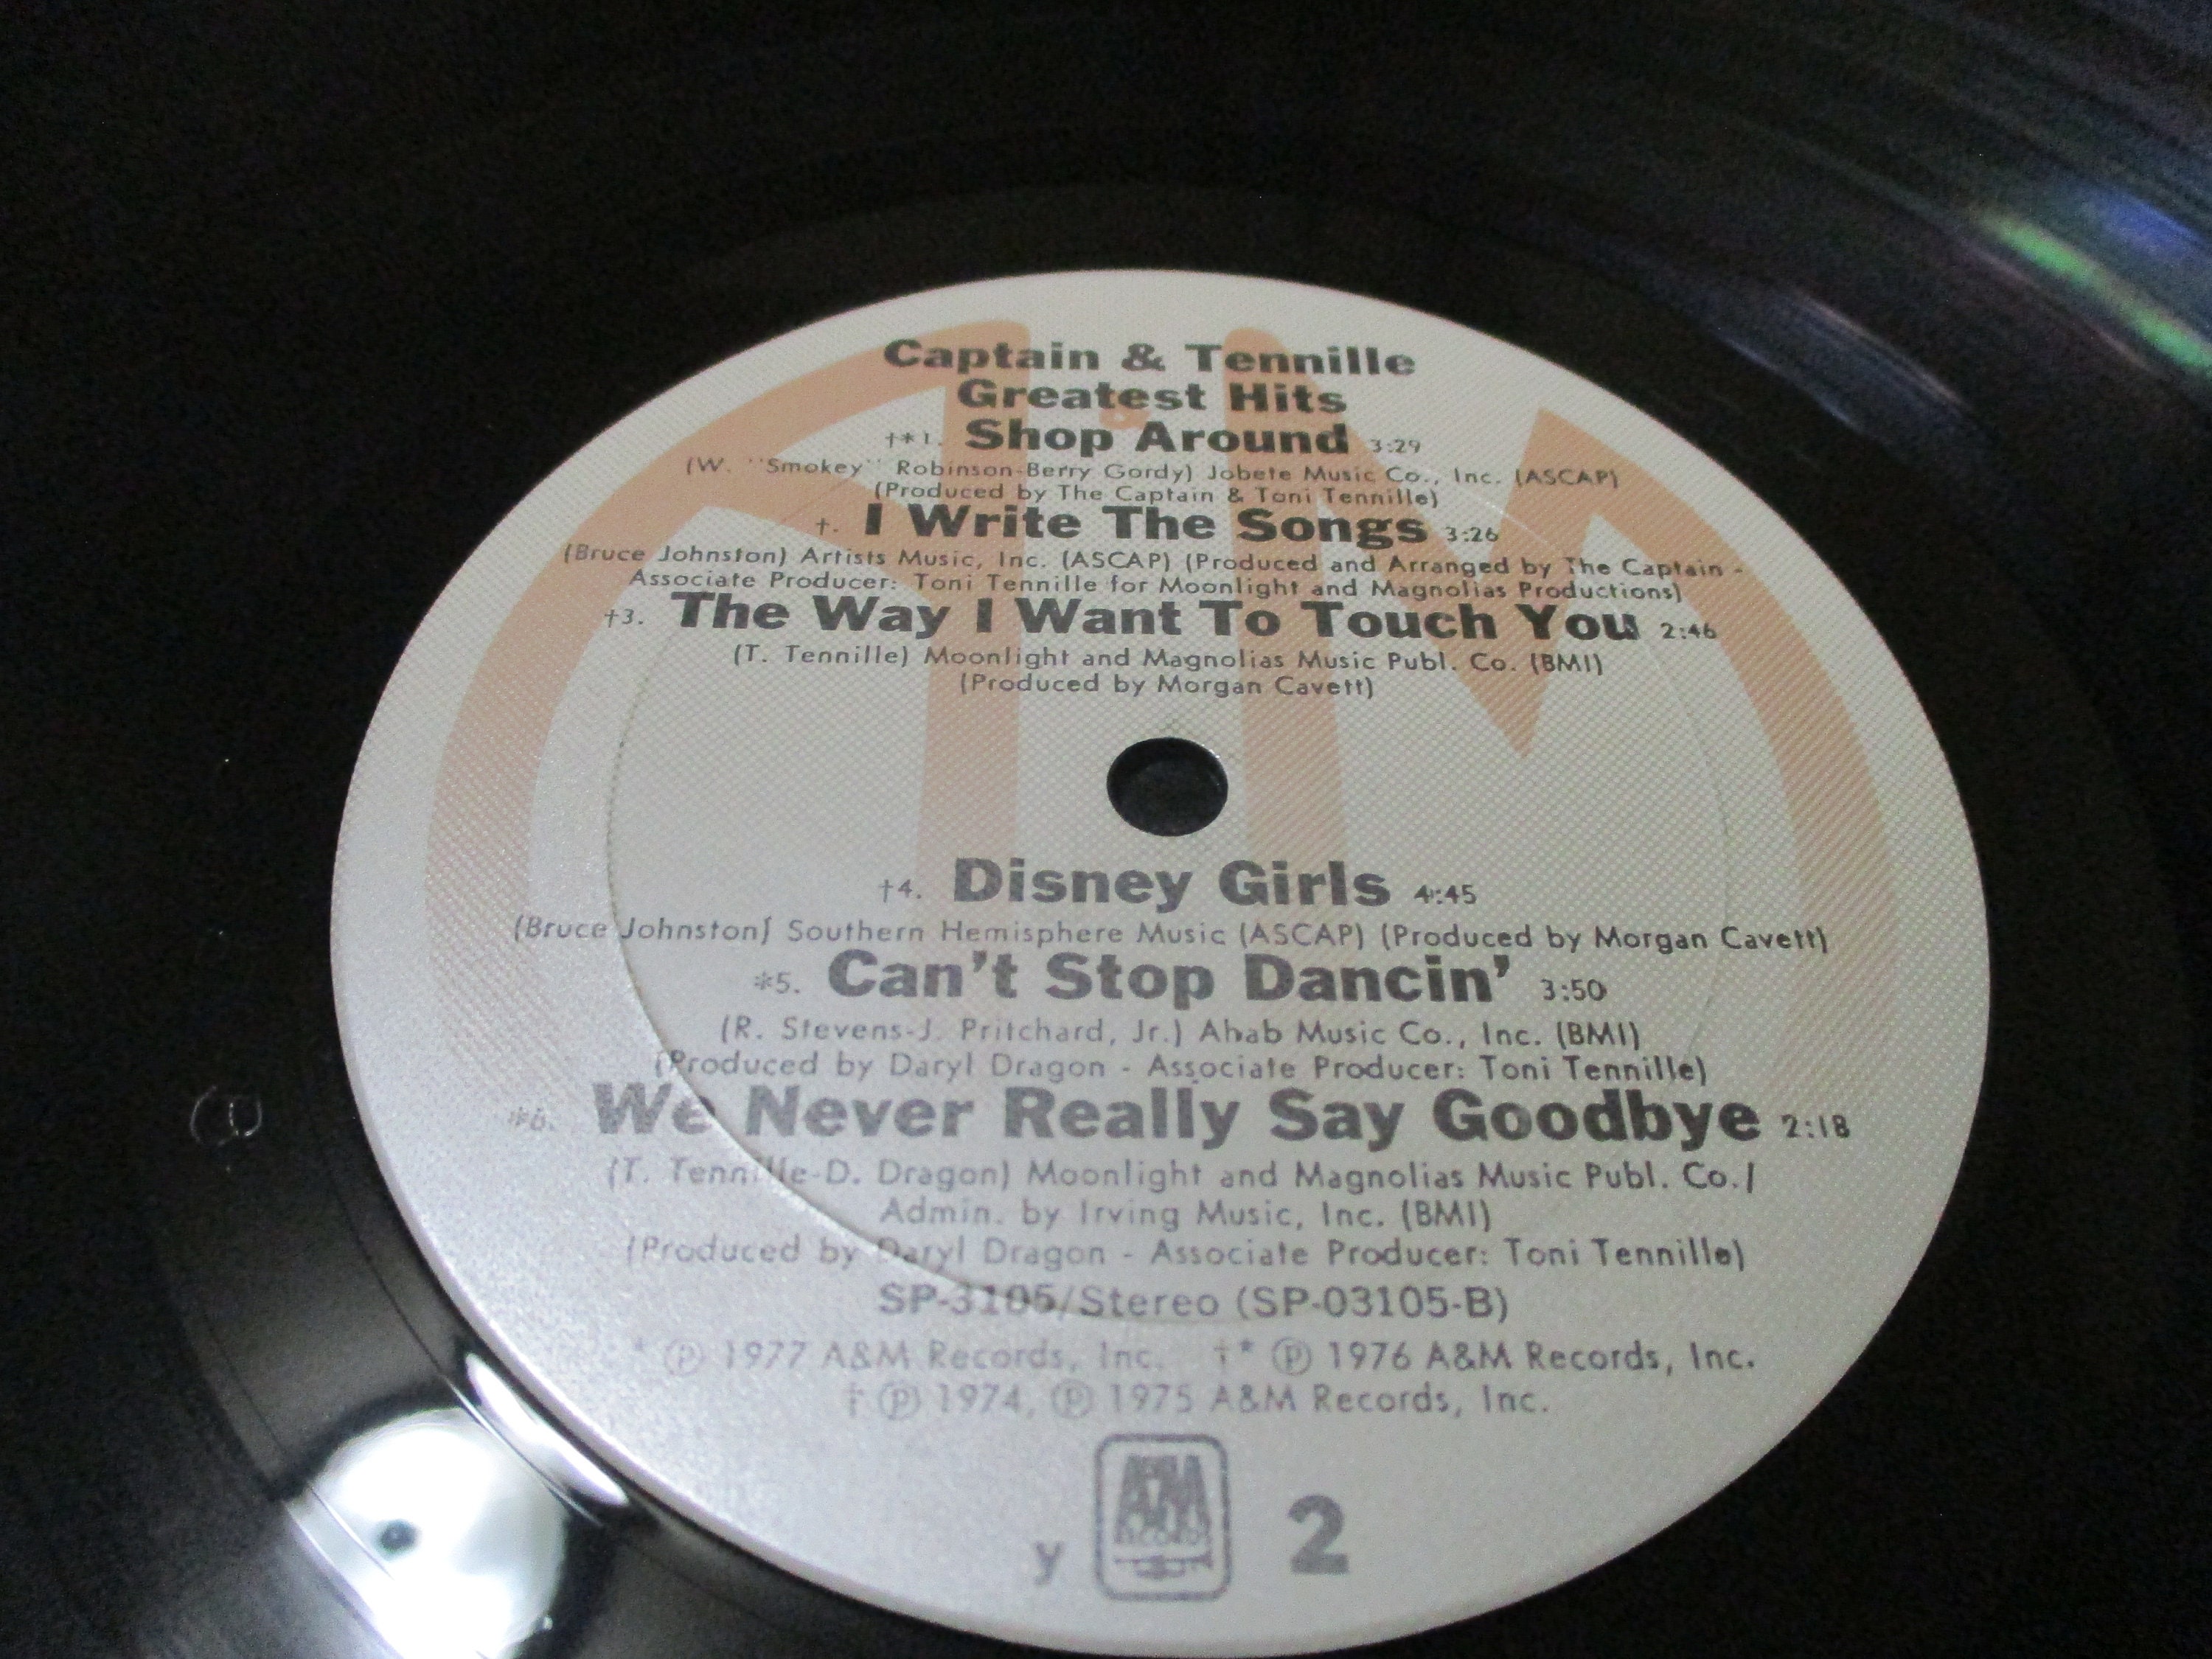 Captain & Tennille
Greatest Hits
†*1. Shop Around 3:29
(W. "Smokey" Robinson-Berry Gordy) Jobete Music Co., Inc. (ASCAP)
(Produced by The Captain & Toni Tennille)
†. I Write The Songs 3:26
(Bruce Johnston) Artists Music, Inc. (ASCAP) (Produced and Arranged by The Captain -
Associate Producer: Toni Tennille for Moonlight and Magnolias Productions)
†3. The Way I Want To Touch You 2:46
(T. Tennille) Moonlight and Magnolias Music Publ. Co. (BMI)
(Produced by Morgan Cavett)
†4. Disney Girls 4:45
(Bruce Johnston) Southern Hemisphere Music (ASCAP) (Produced by Morgan Cavett)
*5. Can't Stop Dancin' 3:50
(R. Stevens-J. Pritchard, Jr.) Ahab Music Co., Inc. (BMI)
(Produced by Daryl Dragon - Associate Producer: Toni Tennille)
*6. We Never Really Say Goodbye 2:18
(T. Tennille-D. Dragon) Moonlight and Magnolias Music Publ. Co./
Admin. by Irving Music, Inc. (BMI)
(Produced by Daryl Dragon - Associate Producer: Toni Tennille)
SP-3105/Stereo (SP-03105-B)
* ℗ 1977 A&M Records, Inc. †* ℗ 1976 A&M Records, Inc.
† ℗ 1974, ℗ 1975 A&M Records, Inc.
y A&M RECORDS 2